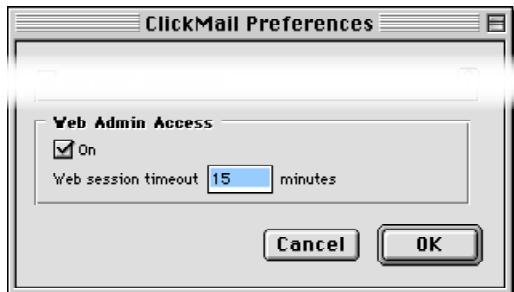 ClickMail Preferences
Web Admin Access
On
Web session timeout 15 minutes
Cancel OK